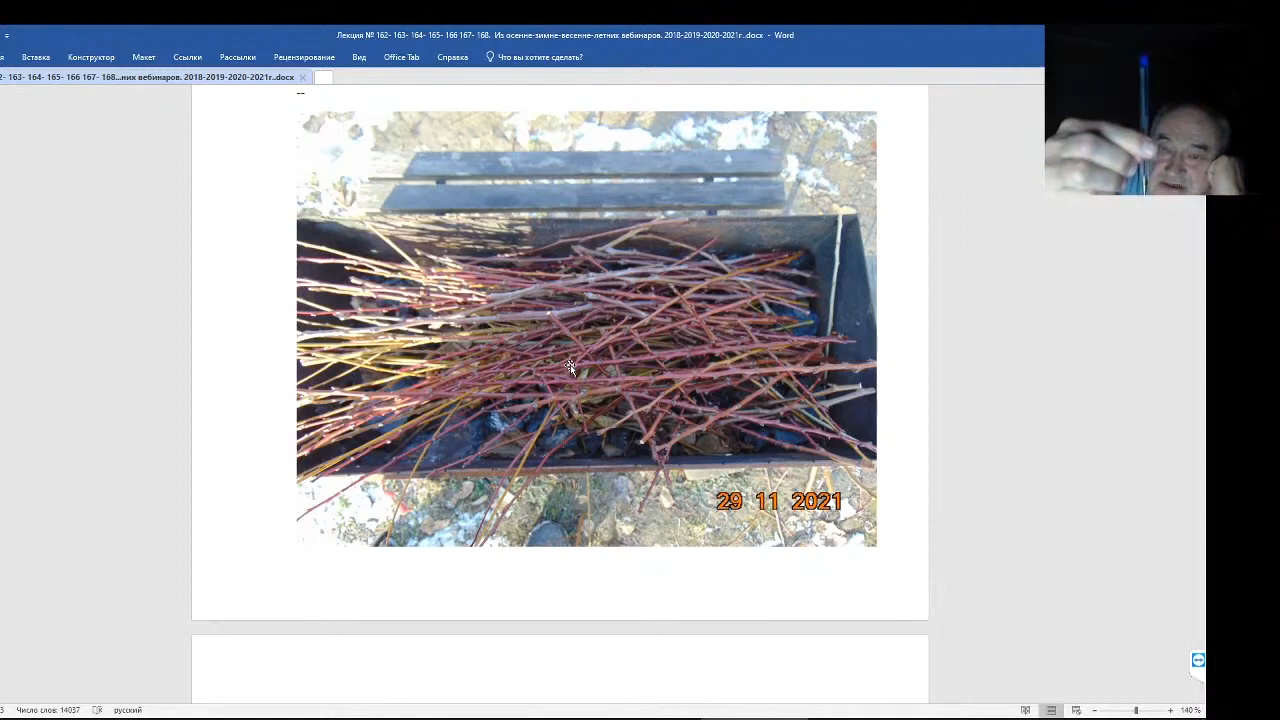 Лекция № 162- 163- 164- 165- 166 167- 168.  Из осенне-зимне-весенне-летних вебинаров. 2018-2019-2020-2021г..docx - Word
я Вставка Конструктор Макет Ссылки Рассылки Рецензирование Вид Office Tab Справка Что вы хотите сделать?
2- 163- 164- 165- 166 167- 168...них вебинаров. 2018-2019-2020-2021г..docx
29 11 2021
3 Число слов: 14037 русский 140 %